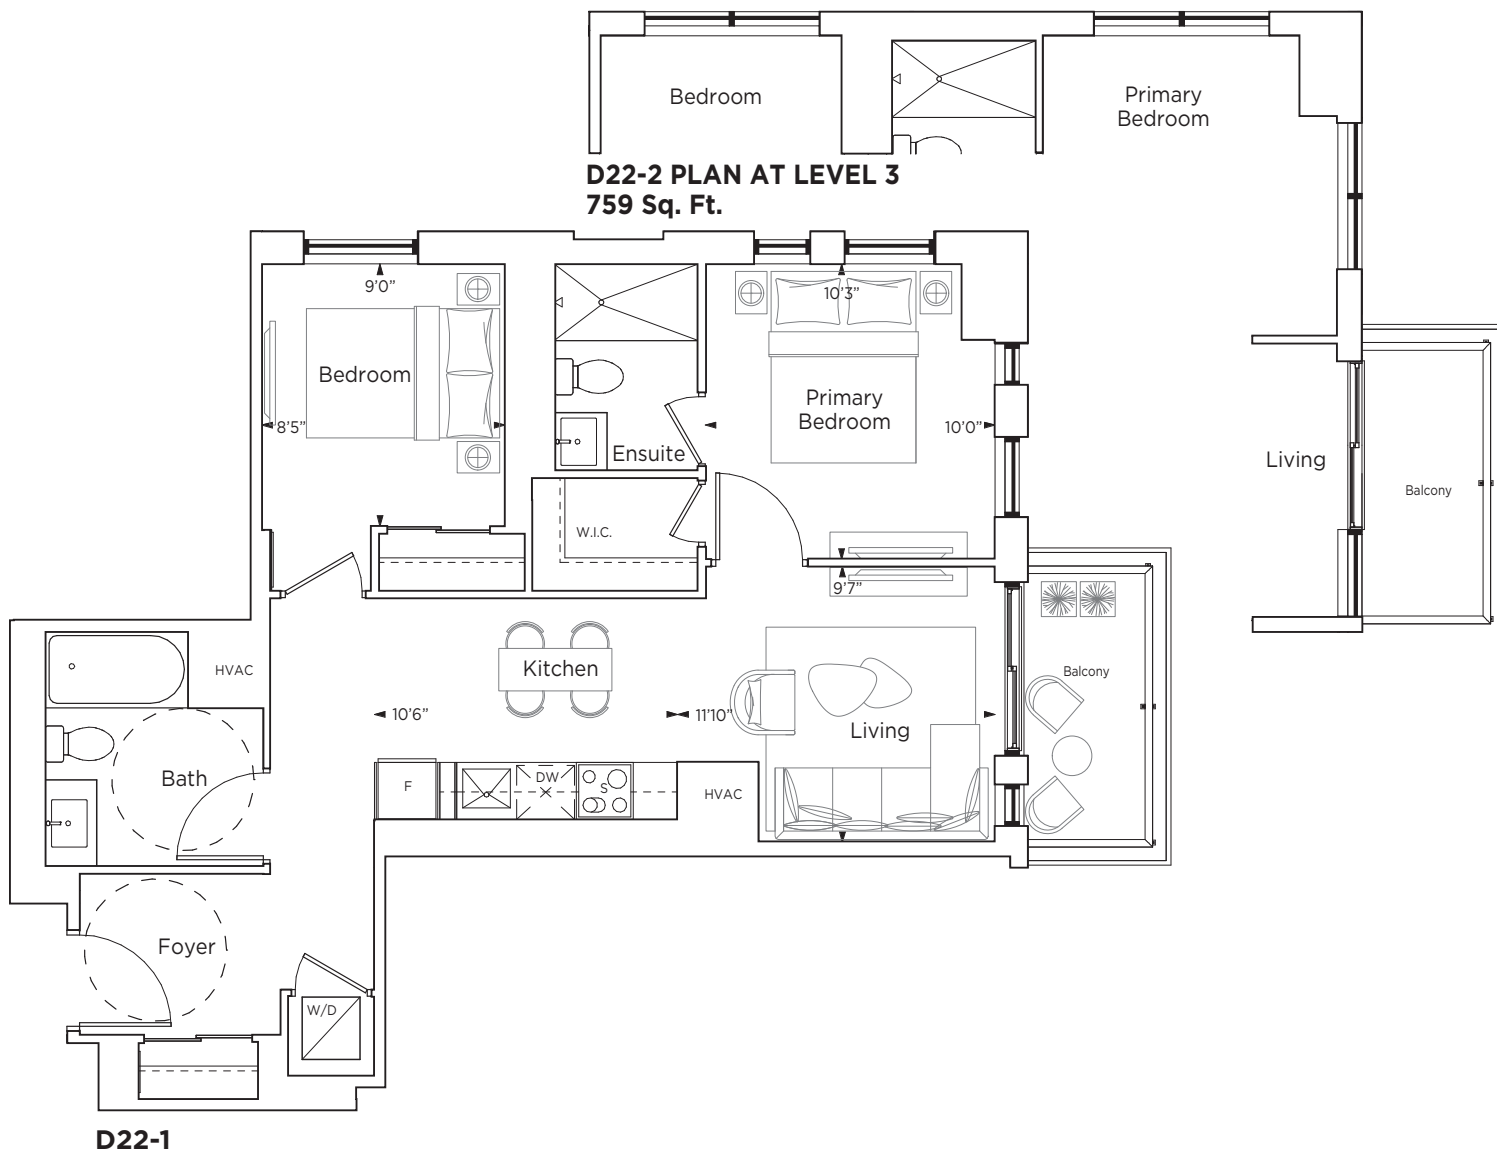 Bedroom
Primary
Bedroom
D22-2 PLAN AT LEVEL 3
759 Sq. Ft.
9’0”
10’3”
Bedroom
Primary
Bedroom
8’5”
10’0”
Ensuite
Living
Balcony
W.I.C.
9’7”
HVAC
Kitchen
Balcony
10’6”
11’10”
Living
Bath
F
DW
S
HVAC
Foyer
W/D
D22-1